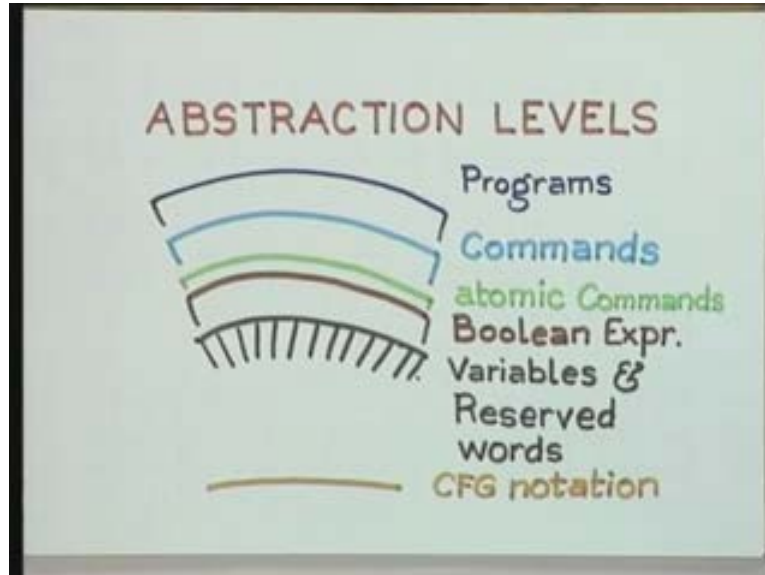 ABSTRACTION LEVELS
Programs
Commands
atomic Commands
Boolean Expr.
Variables &
Reserved
words
CFG notation